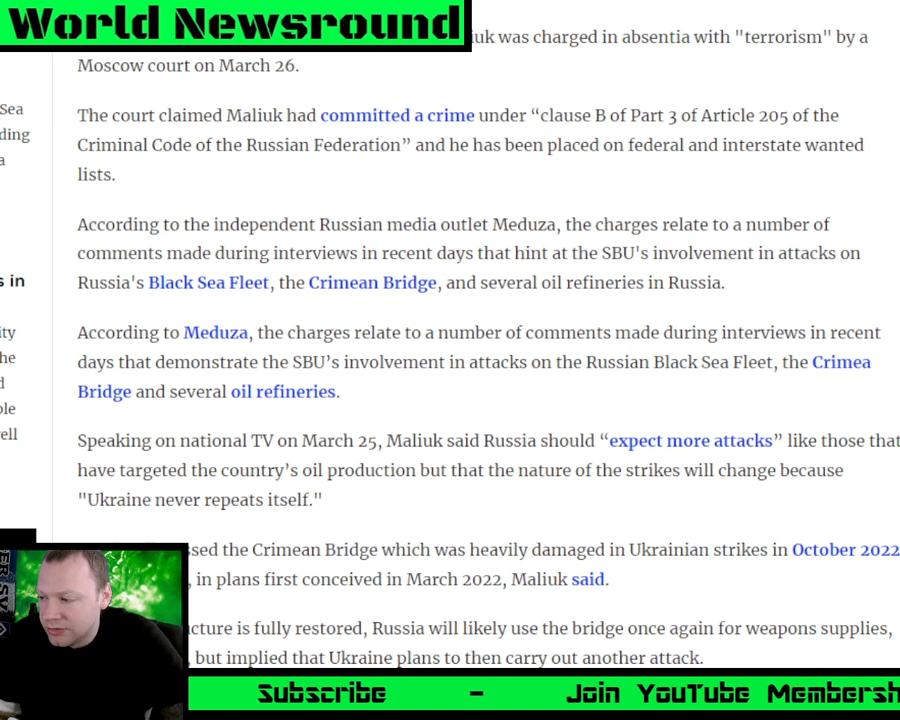 World Newsround
iuk was charged in absentia with "terrorism" by a
Moscow court on March 26.
Sea
ding
a
The court claimed Maliuk had committed a crime under “clause B of Part 3 of Article 205 of the
Criminal Code of the Russian Federation” and he has been placed on federal and interstate wanted
lists.
According to the independent Russian media outlet Meduza, the charges relate to a number of
comments made during interviews in recent days that hint at the SBU's involvement in attacks on
Russia's Black Sea Fleet, the Crimean Bridge, and several oil refineries in Russia.
s in
ity
he
d
ole
ell
According to Meduza, the charges relate to a number of comments made during interviews in recent
days that demonstrate the SBU’s involvement in attacks on the Russian Black Sea Fleet, the Crimea
Bridge and several oil refineries.
Speaking on national TV on March 25, Maliuk said Russia should “expect more attacks” like those that
have targeted the country’s oil production but that the nature of the strikes will change because
"Ukraine never repeats itself."
ssed the Crimean Bridge which was heavily damaged in Ukrainian strikes in October 2022
, in plans first conceived in March 2022, Maliuk said.
cture is fully restored, Russia will likely use the bridge once again for weapons supplies,
, but implied that Ukraine plans to then carry out another attack.
Subscribe - Join YouTube Membersh